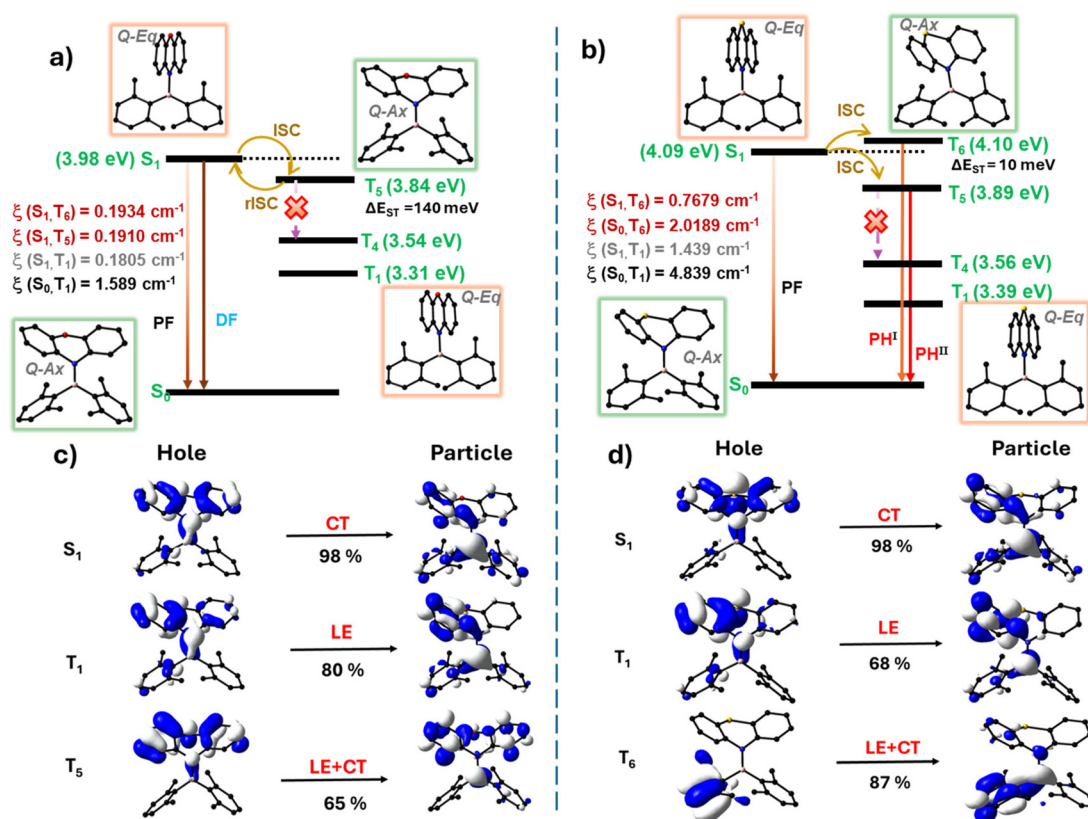 a)
Q-Eq
ISC
Q-Ax
(3.98 eV) S₁
rISC
T₅ (3.84 eV)
ΔE_ST = 140 meV
ξ (S₁,T₆) = 0.1934 cm⁻¹
ξ (S₁,T₅) = 0.1910 cm⁻¹
ξ (S₁,T₁) = 0.1805 cm⁻¹
ξ (S₀,T₁) = 1.589 cm⁻¹
T₄ (3.54 eV)
T₁ (3.31 eV)
Q-Eq
PF
DF
Q-Ax
S₀
b)
Q-Eq
Q-Ax
ISC
(4.09 eV) S₁
T₆ (4.10 eV)
ΔE_ST = 10 meV
ISC
T₅ (3.89 eV)
ξ (S₁,T₆) = 0.7679 cm⁻¹
ξ (S₀,T₆) = 2.0189 cm⁻¹
ξ (S₁,T₁) = 1.439 cm⁻¹
ξ (S₀,T₁) = 4.839 cm⁻¹
T₄ (3.56 eV)
T₁ (3.39 eV)
Q-Eq
PF
PHᴵ
PHᴵᴵ
Q-Ax
S₀
c)
Hole
Particle
S₁
CT
98 %
T₁
LE
80 %
T₅
LE+CT
65 %
d)
Hole
Particle
S₁
CT
98 %
T₁
LE
68 %
T₆
LE+CT
87 %